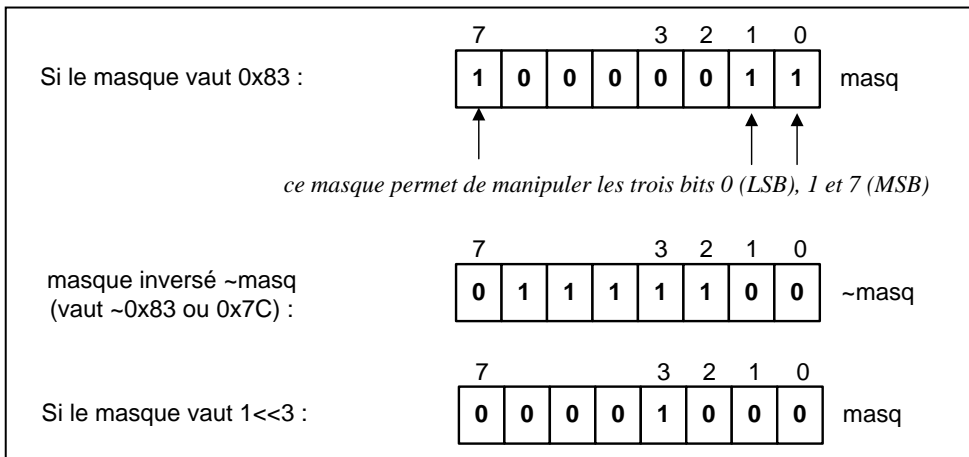 7 3 2 1 0
Si le masque vaut 0x83 : 1 0 0 0 0 0 1 1 masq
ce masque permet de manipuler les trois bits 0 (LSB), 1 et 7 (MSB)
7 3 2 1 0
masque inversé ~masq
(vaut ~0x83 ou 0x7C) :
0 1 1 1 1 1 0 0 ~masq
7 3 2 1 0
Si le masque vaut 1<<3 : 0 0 0 0 1 0 0 0 masq